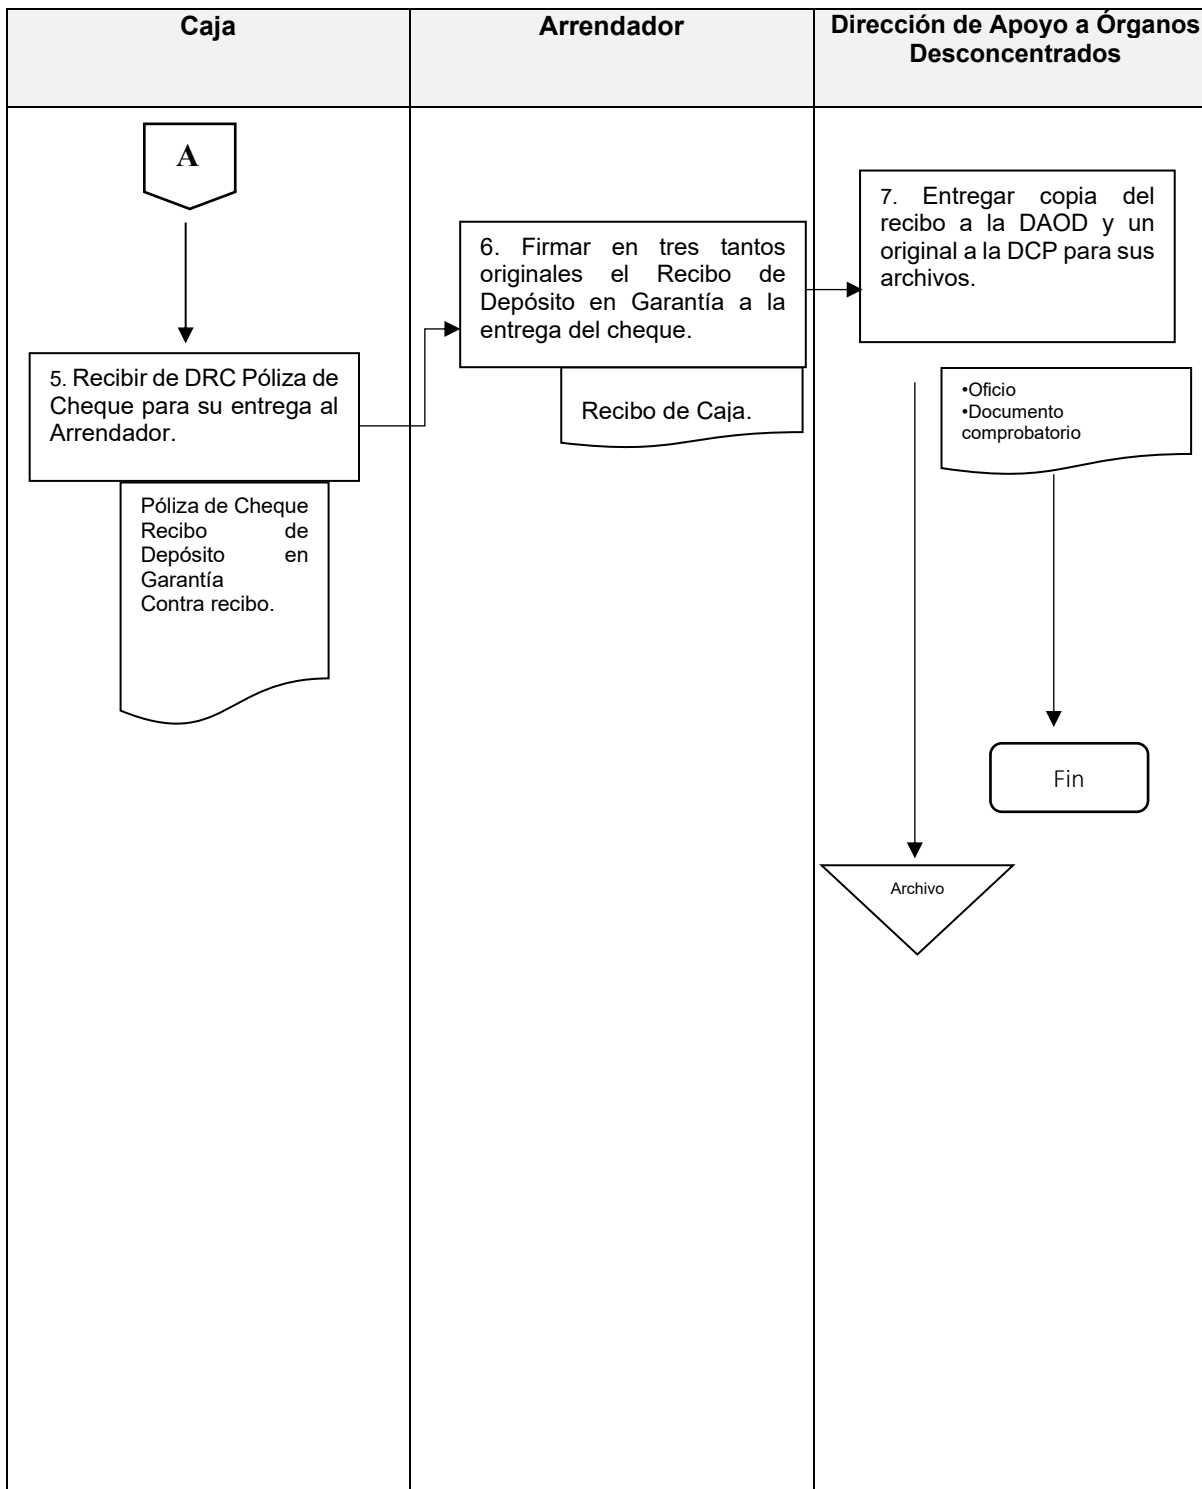 Caja
Arrendador
Dirección de Apoyo a Órganos
Desconcentrados
A
5. Recibir de DRC Póliza de
Cheque para su entrega al
Arrendador.
Póliza de Cheque
Recibo de
Depósito en
Garantía
Contra recibo.
6. Firmar en tres tantos
originales el Recibo de
Depósito en Garantía a la
entrega del cheque.
Recibo de Caja.
7. Entregar copia del
recibo a la DAOD y un
original a la DCP para sus
archivos.
•Oficio
•Documento
comprobatorio
Fin
Archivo